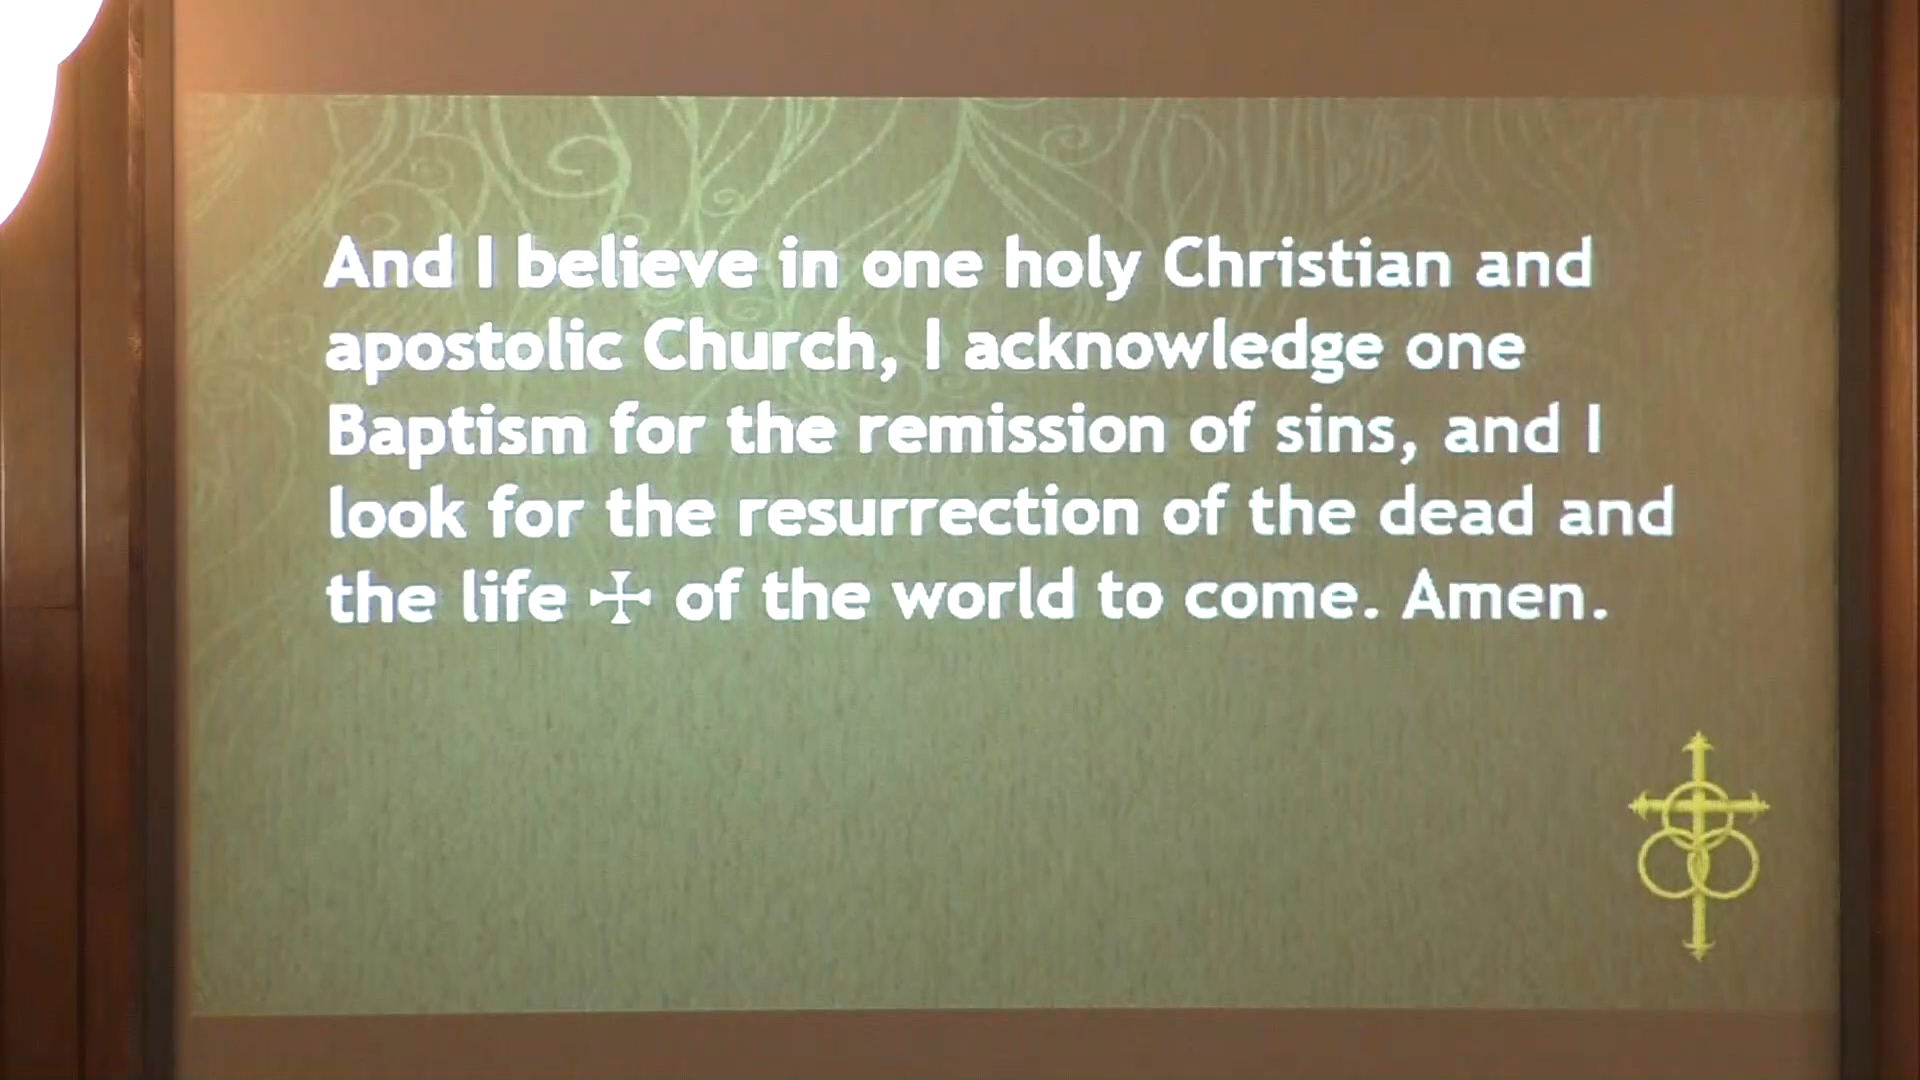 And I believe in one holy Christian and
apostolic Church, I acknowledge one
Baptism for the remission of sins, and I
look for the resurrection of the dead and
the life ☩ of the world to come. Amen.